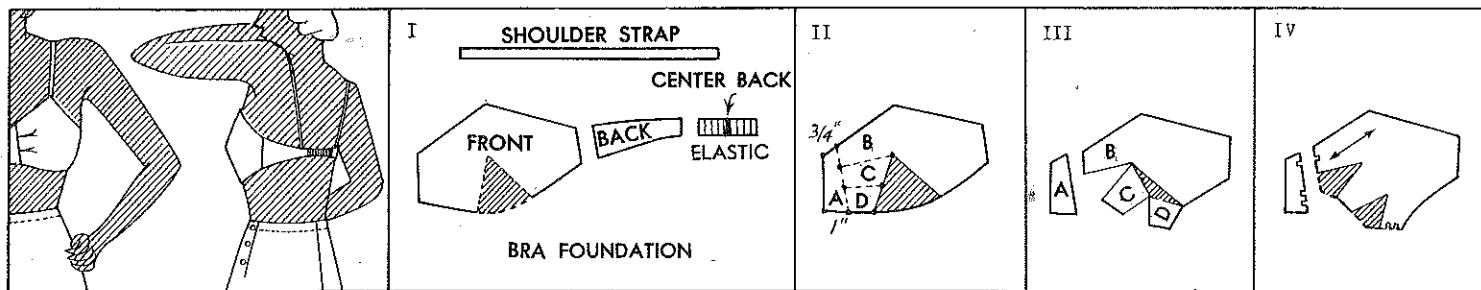 I
SHOULDER STRAP
CENTER BACK
FRONT
BACK
ELASTIC
BRA FOUNDATION
II
3/4"
B
C
A
D
1"
III
B
A
C
D
IV